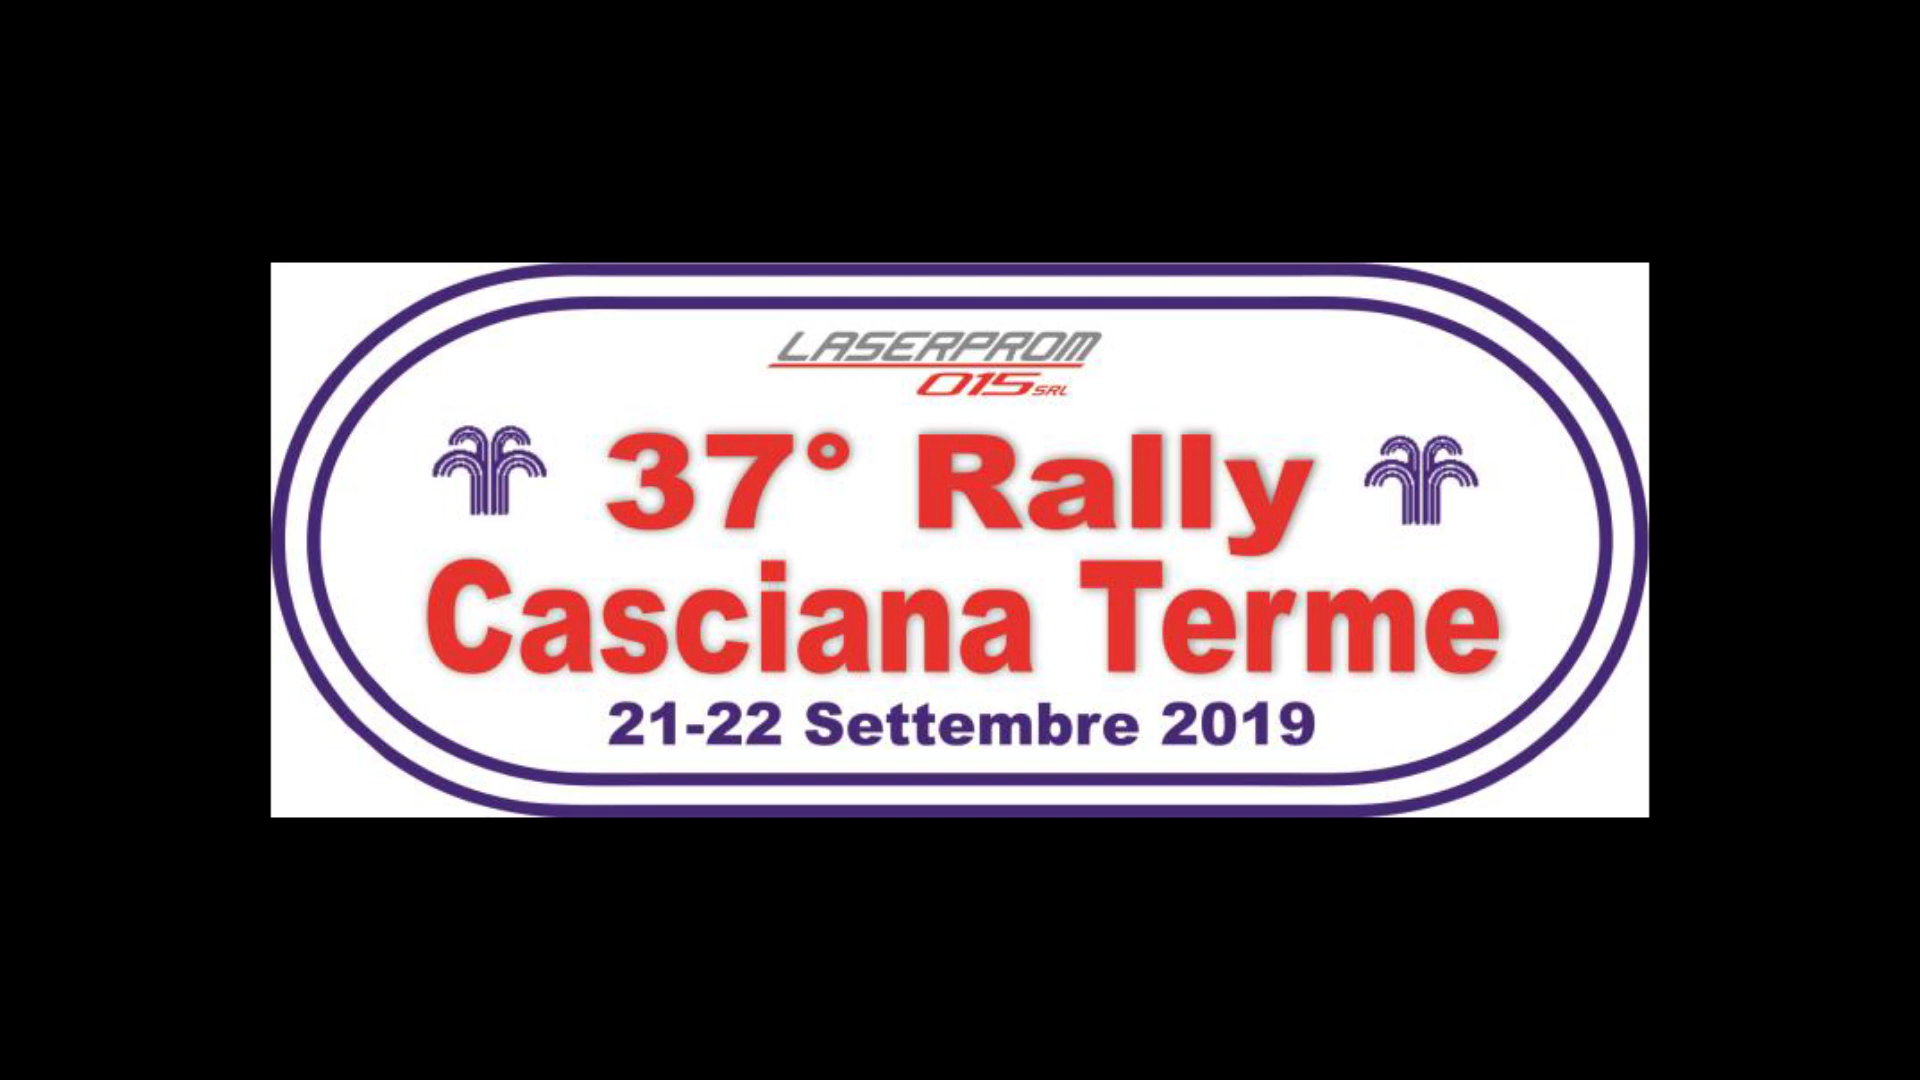 LASERPROM
015 SRL
37° Rally
Casciana Terme
21-22 Settembre 2019